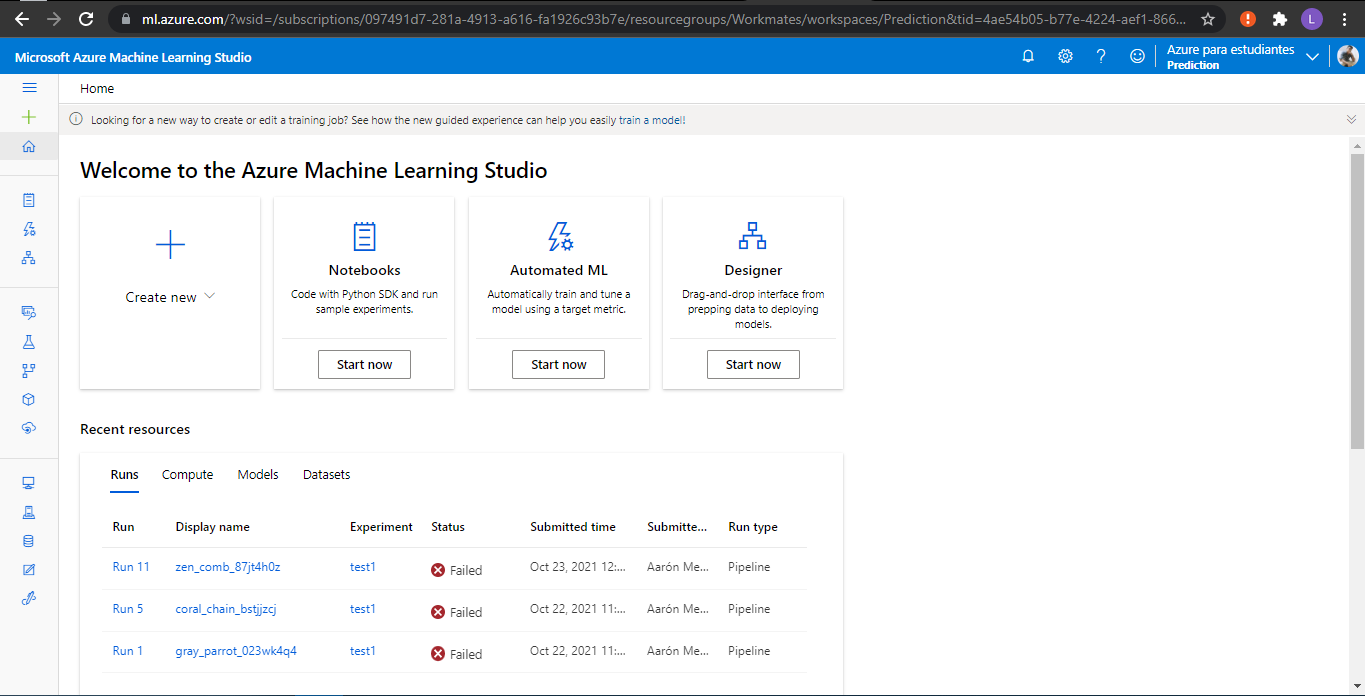 ml.azure.com/?wsid=/subscriptions/097491d7-281a-4913-a616-fa1926c93b7e/resourcegroups/Workmates/workspaces/Prediction&tid=4ae54b05-b77e-4224-aef1-866...
L
Microsoft Azure Machine Learning Studio
Azure para estudiantes
Prediction
Home
Looking for a new way to create or edit a training job? See how the new guided experience can help you easily train a model!
Welcome to the Azure Machine Learning Studio
Create new
Notebooks
Code with Python SDK and run
sample experiments.
Start now
Automated ML
Automatically train and tune a
model using a target metric.
Start now
Designer
Drag-and-drop interface from
prepping data to deploying
models.
Start now
Recent resources
Runs Compute Models Datasets
Run Display name Experiment Status Submitted time Submitte... Run type
Run 11 zen_comb_87jt4h0z test1 Failed Oct 23, 2021 12:... Aarón Me... Pipeline
Run 5 coral_chain_bstjjzcj test1 Failed Oct 22, 2021 11:... Aarón Me... Pipeline
Run 1 gray_parrot_023wk4q4 test1 Failed Oct 22, 2021 11:... Aarón Me... Pipeline